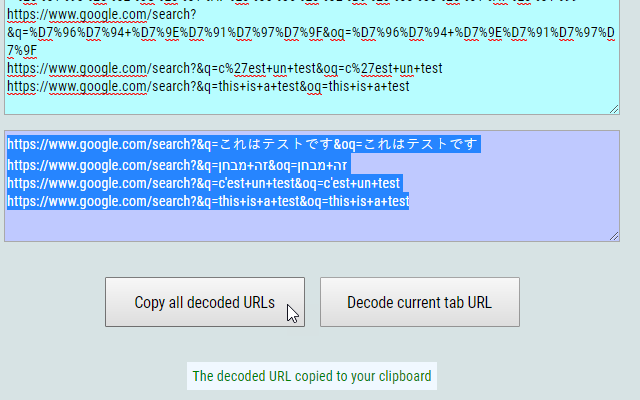 https://www.google.com/search?
&q=%D7%96%D7%94+%D7%9E%D7%91%D7%97%D7%9F&oq=%D7%96%D7%94+%D7%9E%D7%91%D7%97%D
7%9F
https://www.google.com/search?&q=c%27est+un+test&oq=c%27est+un+test
https://www.google.com/search?&q=this+is+a+test&oq=this+is+a+test
https://www.google.com/search?&q=これはテストです&oq=これはテストです
https://www.google.com/search?&q=זה+מבחן&oq=זה+מבחן
https://www.google.com/search?&q=c'est+un+test&oq=c'est+un+test
https://www.google.com/search?&q=this+is+a+test&oq=this+is+a+test
Copy all decoded URLs
Decode current tab URL
The decoded URL copied to your clipboard